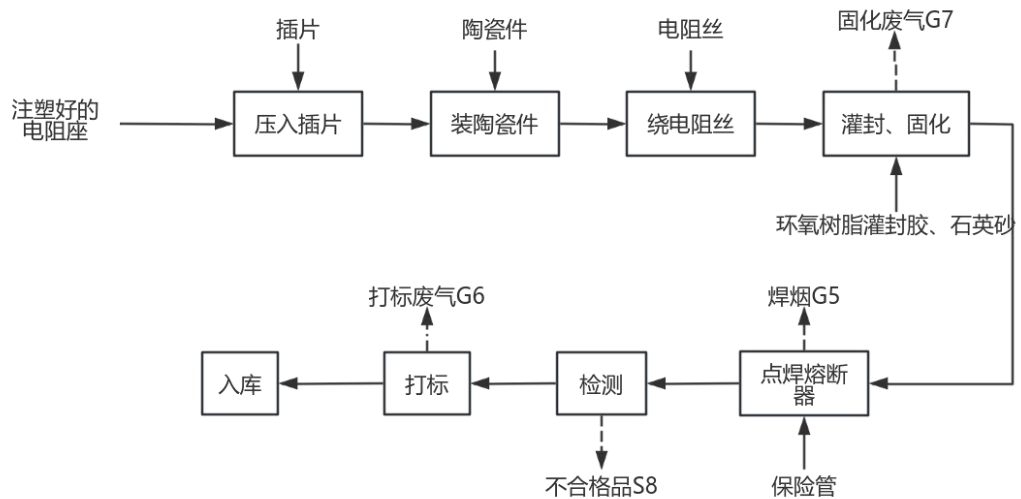 插片
陶瓷件
电阻丝
固化废气G7
注塑好的
电阻座
压入插片
装陶瓷件
绕电阻丝
灌封、固化
环氧树脂灌封胶、石英砂
打标废气G6
焊烟G5
入库
打标
检测
点焊熔断
器
不合格品S8
保险管